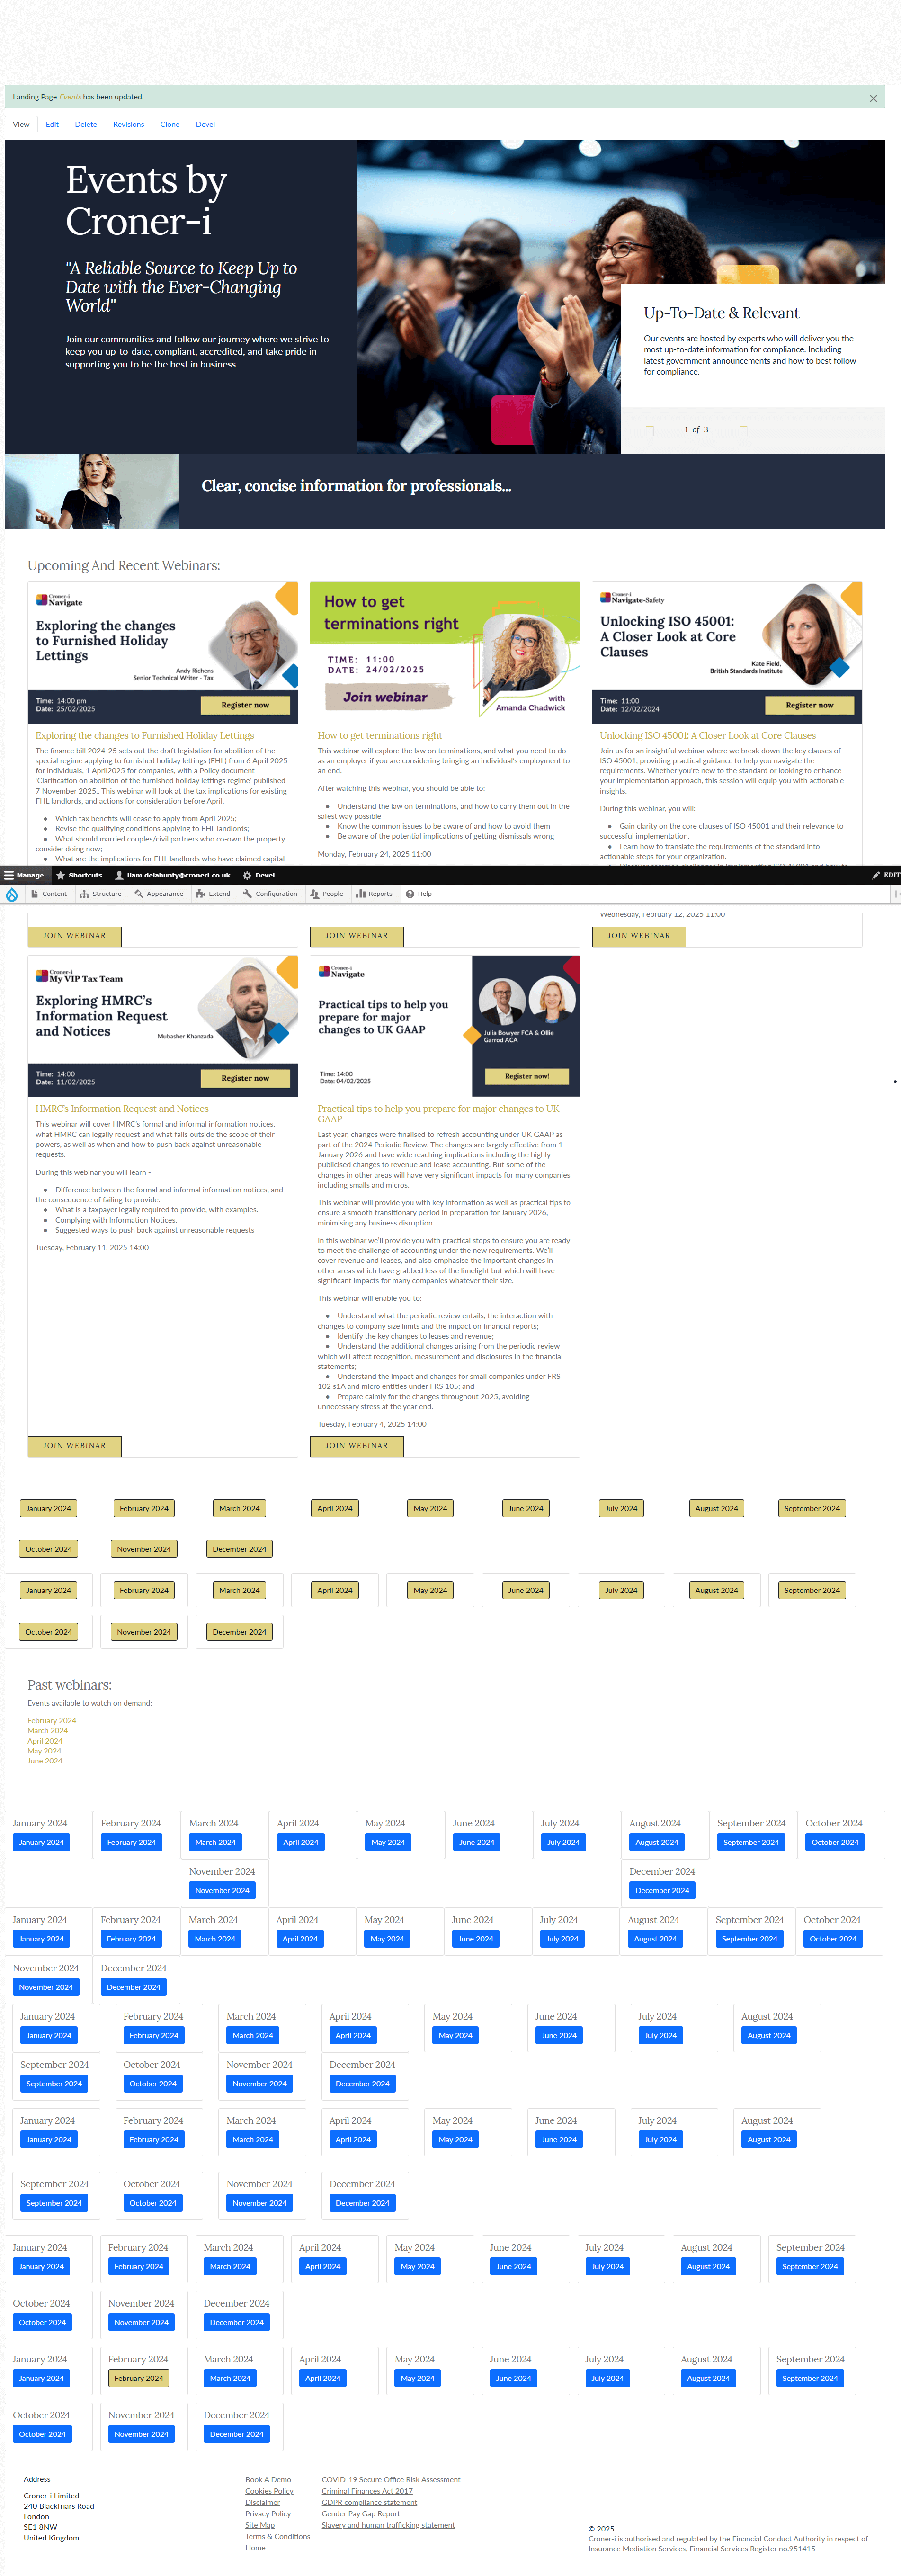 Landing Page Events has been updated.
View Edit Delete Revisions Clone Devel
Events by
Croner-i
"A Reliable Source to Keep Up to
Date with the Ever-Changing
World"
Join our communities and follow our journey where we strive to
keep you up-to-date, compliant, accredited, and take pride in
supporting you to be the best in business.
Up-To-Date & Relevant
Our events are hosted by experts who will deliver you the
most up-to-date information for compliance. Including
latest government announcements and how to best follow
for compliance.
1 of 3
Clear, concise information for professionals...
Upcoming And Recent Webinars:
Croner-i
Navigate
Exploring the changes
to Furnished Holiday
Lettings
Andy Richens
Senior Technical Writer - Tax
Time: 14:00 pm
Date: 25/02/2025
Register now
Exploring the changes to Furnished Holiday Lettings
The finance bill 2024-25 sets out the draft legislation for abolition of the
special regime applying to furnished holiday lettings (FHL) from 6 April 2025
for individuals, 1 April2025 for companies, with a Policy document
'Clarification on abolition of the furnished holiday lettings regime' published
7 November 2025.. This webinar will look at the tax implications for existing
FHL landlords, and actions for consideration before April.
● Which tax benefits will cease to apply from April 2025;
● Revise the qualifying conditions applying to FHL landlords;
● What should married couples/civil partners who co-own the property
consider doing now;
● What are the implications for FHL landlords who have claimed capital
How to get
terminations right
TIME: 11:00
DATE: 24/02/2025
Join webinar
with
Amanda Chadwick
How to get terminations right
This webinar will explore the law on terminations, and what you need to do
as an employer if you are considering bringing an individual's employment to
an end.
After watching this webinar, you should be able to:
● Understand the law on terminations, and how to carry them out in the
safest way possible
● Know the common issues to be aware of and how to avoid them
● Be aware of the potential implications of getting dismissals wrong
Monday, February 24, 2025 11:00
Croner-i
Navigate-Safety
Unlocking ISO 45001:
A Closer Look at Core
Clauses
Kate Field,
British Standards Institute
Time: 11:00
Date: 12/02/2024
Register now
Unlocking ISO 45001: A Closer Look at Core Clauses
Join us for an insightful webinar where we break down the key clauses of
ISO 45001, providing practical guidance to help you navigate the
requirements. Whether you're new to the standard or looking to enhance
your implementation approach, this session will equip you with actionable
insights.
During this webinar, you will:
● Gain clarity on the core clauses of ISO 45001 and their relevance to
successful implementation.
● Learn how to translate the requirements of the standard into
actionable steps for your organization.
Manage Shortcuts liam.delahunty@croneri.co.uk Devel EDIT
Content Structure Appearance Extend Configuration People Reports Help
Wednesday, February 12, 2025 11:00
JOIN WEBINAR JOIN WEBINAR JOIN WEBINAR
Croner-i
My VIP Tax Team
Exploring HMRC's
Information Request
and Notices
Mubasher Khanzada
Time: 14:00
Date: 11/02/2025
Register now
HMRC's Information Request and Notices
This webinar will cover HMRC's formal and informal information notices,
what HMRC can legally request and what falls outside the scope of their
powers, as well as when and how to push back against unreasonable
requests.
During this webinar you will learn -
● Difference between the formal and informal information notices, and
the consequence of failing to provide.
● What is a taxpayer legally required to provide, with examples.
● Complying with Information Notices.
● Suggested ways to push back against unreasonable requests
Tuesday, February 11, 2025 14:00
JOIN WEBINAR
Croner-i
Navigate
Practical tips to help you
prepare for major
changes to UK GAAP
Julia Bowyer FCA & Ollie
Garrod ACA
Time: 14:00
Date: 04/02/2025
Register now!
Practical tips to help you prepare for major changes to UK
GAAP
Last year, changes were finalised to refresh accounting under UK GAAP as
part of the 2024 Periodic Review. The changes are largely effective from 1
January 2026 and have wide reaching implications including the highly
publicised changes to revenue and lease accounting. But some of the
changes in other areas will have very significant impacts for many companies
including smalls and micros.
This webinar will provide you with key information as well as practical tips to
ensure a smooth transitionary period in preparation for January 2026,
minimising any business disruption.
In this webinar we'll provide you with practical steps to ensure you are ready
to meet the challenge of accounting under the new requirements. We'll
cover revenue and leases, and also emphasise the important changes in
other areas which have grabbed less of the limelight but which will have
significant impacts for many companies whatever their size.
This webinar will enable you to:
● Understand what the periodic review entails, the interaction with
changes to company size limits and the impact on financial reports;
● Identify the key changes to leases and revenue;
● Understand the additional changes arising from the periodic review
which will affect recognition, measurement and disclosures in the financial
statements;
● Understand the impact and changes for small companies under FRS
102 s1A and micro entities under FRS 105; and
● Prepare calmly for the changes throughout 2025, avoiding
unnecessary stress at the year end.
Tuesday, February 4, 2025 14:00
JOIN WEBINAR
January 2024 February 2024 March 2024 April 2024 May 2024 June 2024 July 2024 August 2024 September 2024
October 2024 November 2024 December 2024
January 2024 February 2024 March 2024 April 2024 May 2024 June 2024 July 2024 August 2024 September 2024
October 2024 November 2024 December 2024
Past webinars:
Events available to watch on demand:
February 2024
March 2024
April 2024
May 2024
June 2024
January 2024 February 2024 March 2024 April 2024 May 2024 June 2024 July 2024 August 2024 September 2024 October 2024
January 2024 February 2024 March 2024 April 2024 May 2024 June 2024 July 2024 August 2024 September 2024 October 2024
November 2024 December 2024
November 2024 December 2024
January 2024 February 2024 March 2024 April 2024 May 2024 June 2024 July 2024 August 2024 September 2024 October 2024
January 2024 February 2024 March 2024 April 2024 May 2024 June 2024 July 2024 August 2024 September 2024 October 2024
November 2024 December 2024
November 2024 December 2024
January 2024 February 2024 March 2024 April 2024 May 2024 June 2024 July 2024 August 2024
January 2024 February 2024 March 2024 April 2024 May 2024 June 2024 July 2024 August 2024
September 2024 October 2024 November 2024 December 2024
September 2024 October 2024 November 2024 December 2024
January 2024 February 2024 March 2024 April 2024 May 2024 June 2024 July 2024 August 2024
January 2024 February 2024 March 2024 April 2024 May 2024 June 2024 July 2024 August 2024
September 2024 October 2024 November 2024 December 2024
September 2024 October 2024 November 2024 December 2024
January 2024 February 2024 March 2024 April 2024 May 2024 June 2024 July 2024 August 2024 September 2024
January 2024 February 2024 March 2024 April 2024 May 2024 June 2024 July 2024 August 2024 September 2024
October 2024 November 2024 December 2024
October 2024 November 2024 December 2024
January 2024 February 2024 March 2024 April 2024 May 2024 June 2024 July 2024 August 2024 September 2024
January 2024 February 2024 March 2024 April 2024 May 2024 June 2024 July 2024 August 2024 September 2024
October 2024 November 2024 December 2024
October 2024 November 2024 December 2024
Address
Croner-i Limited
240 Blackfriars Road
London
SE1 8NW
United Kingdom
Book A Demo
Cookies Policy
Disclaimer
Privacy Policy
Site Map
Terms & Conditions
Home
COVID-19 Secure Office Risk Assessment
Criminal Finances Act 2017
GDPR compliance statement
Gender Pay Gap Report
Slavery and human trafficking statement
© 2025
Croner-i is authorised and regulated by the Financial Conduct Authority in respect of
Insurance Mediation Services, Financial Services Register no.951415